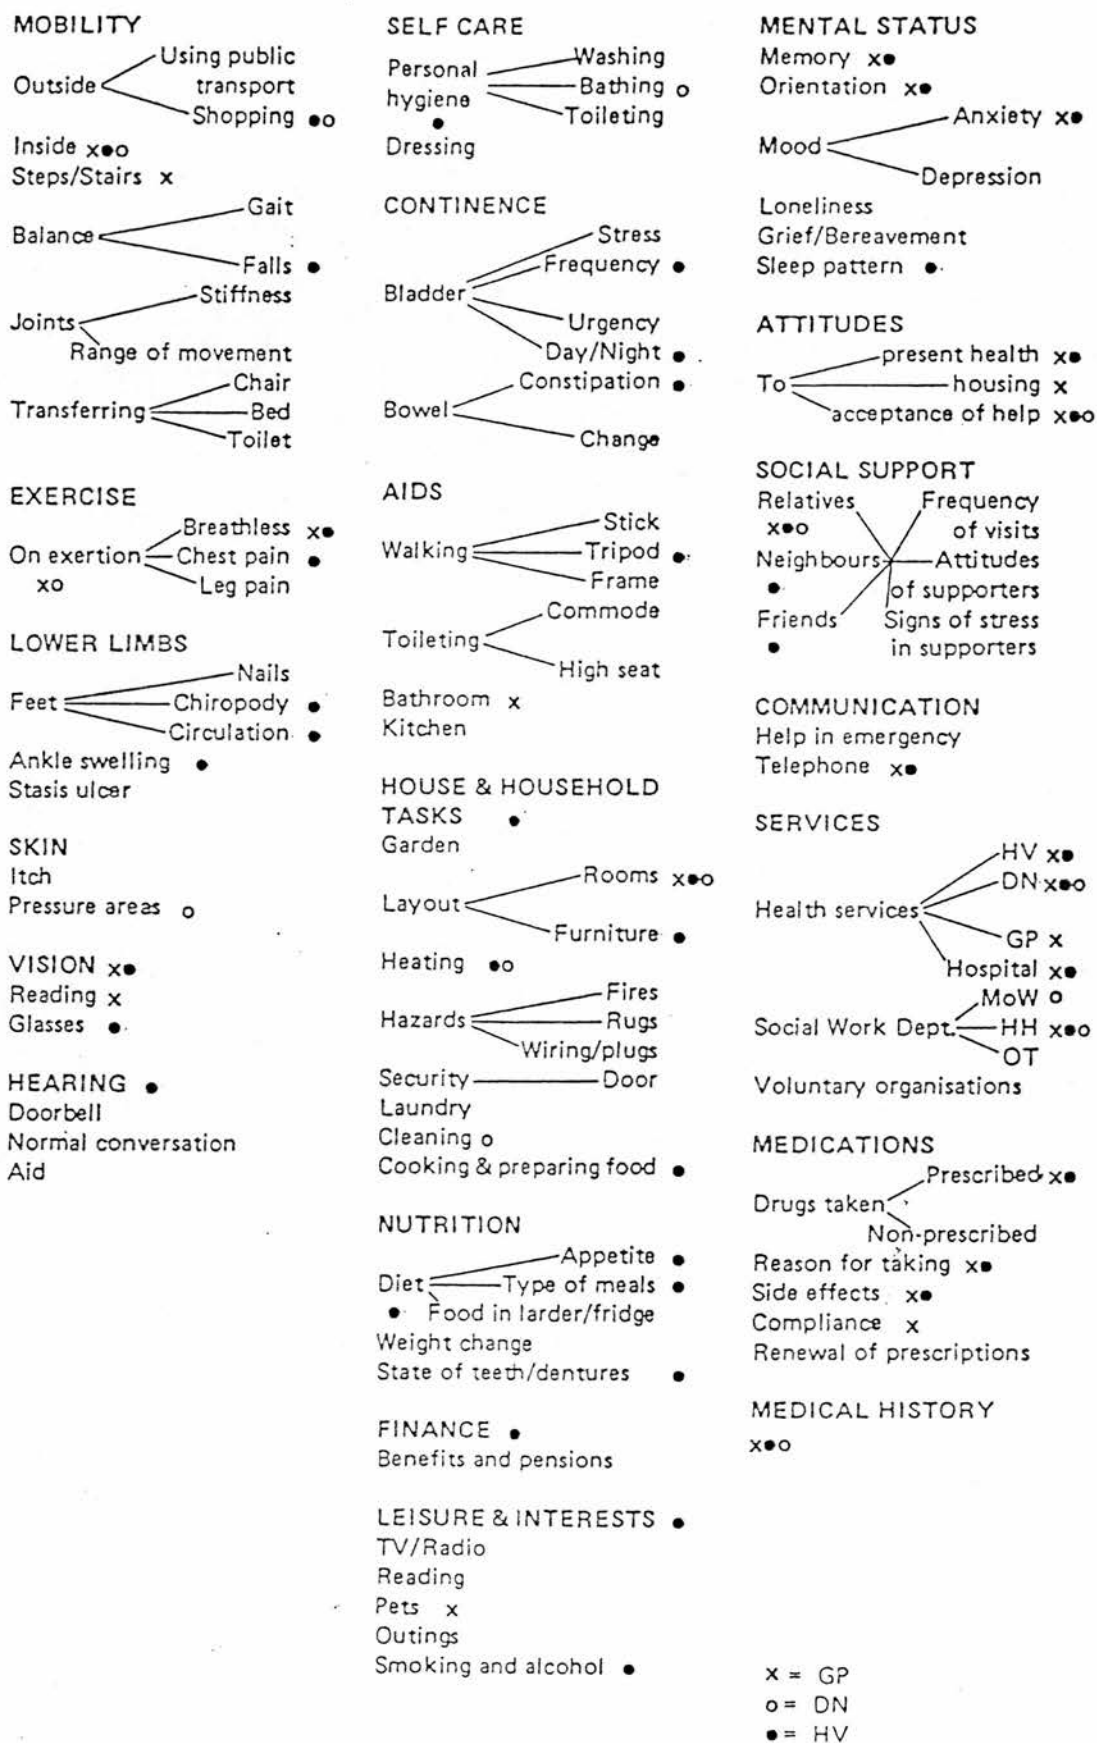 MOBILITY
Using public
Outside transport
Shopping ●o
Inside x●o
Steps/Stairs x
Gait
Balance
Falls ●
Stiffness
Joints
Range of movement
Chair
Transferring Bed
Toilet
EXERCISE
Breathless x●
On exertion Chest pain ●
xo Leg pain
LOWER LIMBS
Nails
Feet Chiropody ●
Circulation ●
Ankle swelling ●
Stasis ulcer
SKIN
Itch
Pressure areas o
VISION x●
Reading x
Glasses ●
HEARING ●
Doorbell
Normal conversation
Aid
SELF CARE
Washing
Personal
Bathing o
hygiene
Toileting
●
Dressing
CONTINENCE
Stress
Frequency ●
Bladder
Urgency
Day/Night ●
Constipation ●
Bowel
Change
AIDS
Stick
Walking Tripod ●
Frame
Commode
Toileting
High seat
Bathroom x
Kitchen
HOUSE & HOUSEHOLD
TASKS ●
Garden
Rooms x●o
Layout
Furniture ●
Heating ●o
Fires
Hazards Rugs
Wiring/plugs
Security Door
Laundry
Cleaning o
Cooking & preparing food ●
NUTRITION
Appetite ●
Diet Type of meals ●
● Food in larder/fridge
Weight change
State of teeth/dentures ●
FINANCE ●
Benefits and pensions
LEISURE & INTERESTS ●
TV/Radio
Reading
Pets x
Outings
Smoking and alcohol ●
MENTAL STATUS
Memory x●
Orientation x●
Anxiety x●
Mood
Depression
Loneliness
Grief/Bereavement
Sleep pattern ●
ATTITUDES
present health x●
To housing x
acceptance of help x●o
SOCIAL SUPPORT
Relatives Frequency
x●o of visits
Neighbours Attitudes
● of supporters
Friends Signs of stress
● in supporters
COMMUNICATION
Help in emergency
Telephone x●
SERVICES
HV x●
DN x●o
Health services
GP x
Hospital x●
MoW o
Social Work Dept. HH x●o
OT
Voluntary organisations
MEDICATIONS
Prescribed x●
Drugs taken
Non-prescribed
Reason for taking x●
Side effects x●
Compliance x
Renewal of prescriptions
MEDICAL HISTORY
x●o
x = GP
o = DN
● = HV